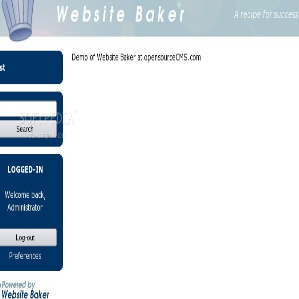 Website Baker
A recipe for success
Demo of Website Baker at opensourceCMS.com
st
SOFTPEDIA
Search
LOGGED-IN
Welcome back,
Administrator
Log-out
Preferences
Powered by
Website Baker